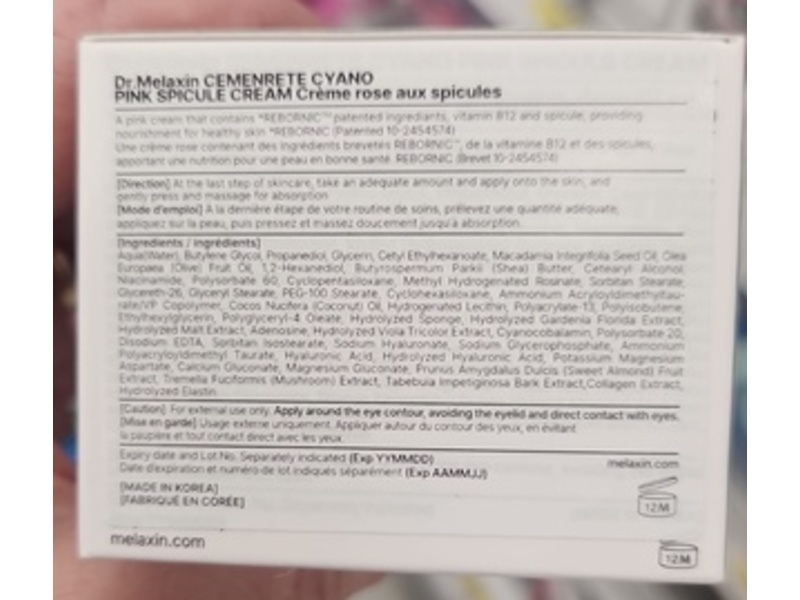 Dr.Melaxin CEMENRETE CYANO
PINK SPICULE CREAM Crème rose aux spicules
A pink cream that contains "REBORNIC™ patented ingrediants, vitamin B12 and spicule, providing
nourishment for healthy skin *REBORNIC (Patented 10-2454574)
Une crème rose contenant des ingrédients brevetés REBORNIC™, de la vitamine B12 et des spicules,
apportant une nutrition pour une peau en bonne santé. REBORNIC (Brevet 10-2454574)
[Direction] At the last step of skincare, take an adequate amount and apply onto the skin, and
gently press and massage for absorption
[Mode d'emploi] À la dernière étape de votre routine de soins, prélevez une quantité adéquate,
appliquez sur la peau, puis pressez et massez doucement jusqu'à absorption.
[Ingredients / ingrédients]
Aqua(Water), Butylene Glycol, Propanediol, Glycerin, Cetyl Ethylhexanoate, Macadamia Integrifolia Seed Oil, Olea
Europaea (Olive) Fruit Oil, 1,2-Hexanediol, Butyrospermum Parkii (Shea) Butter, Cetearyl Alcohol,
Niacinamide, Polysorbate 60, Cyclopentasiloxane, Methyl Hydrogenated Rosinate, Sorbitan Stearate,
Glycereth-26, Glyceryl Stearate, PEG-100 Stearate, Cyclohexasiloxane, Ammonium Acryloyldimethyltau-
rate/VP Copolymer, Cocos Nucifera (Coconut) Oil, Hydrogenated Lecithin, Polyacrylate-13, Polyisobutene,
Ethylhexylglycerin, Polyglyceryl-4 Oleate, Hydrolyzed Sponge, Hydrolyzed Gardenia Florida Extract,
Hydrolyzed Malt Extract, Adenosine, Hydrolyzed Viola Tricolor Extract, Cyanocobalamin, Polysorbate 20,
Disodium EDTA, Sorbitan Isostearate, Sodium Hyaluronate, Sodium Glycerophosphate, Ammonium
Polyacryloyldimethyl Taurate, Hyaluronic Acid, Hydrolyzed Hyaluronic Acid, Potassium Magnesium
Aspartate, Calcium Gluconate, Magnesium Gluconate, Prunus Amygdalus Dulcis (Sweet Almond) Fruit
Extract, Tremella Fuciformis (Mushroom) Extract, Tabebuia Impetiginosa Bark Extract,Collagen Extract,
Hydrolyzed Elastin
[Caution] For external use only. Apply around the eye contour, avoiding the eyelid and direct contact with eyes.
[Mise en garde] Usage externe uniquement. Appliquer autour du contour des yeux, en évitant
la paupière et tout contact direct avec les yeux.
Expiry date and Lot No. Separately indicated (Exp YYMMDD)
Date d'expiration et numéro de lot indiqués séparément (Exp AAMMJJ)
melaxin.com
[MADE IN KOREA]
[FABRIQUÉ EN CORÉE]
12M
melaxin.com
12M